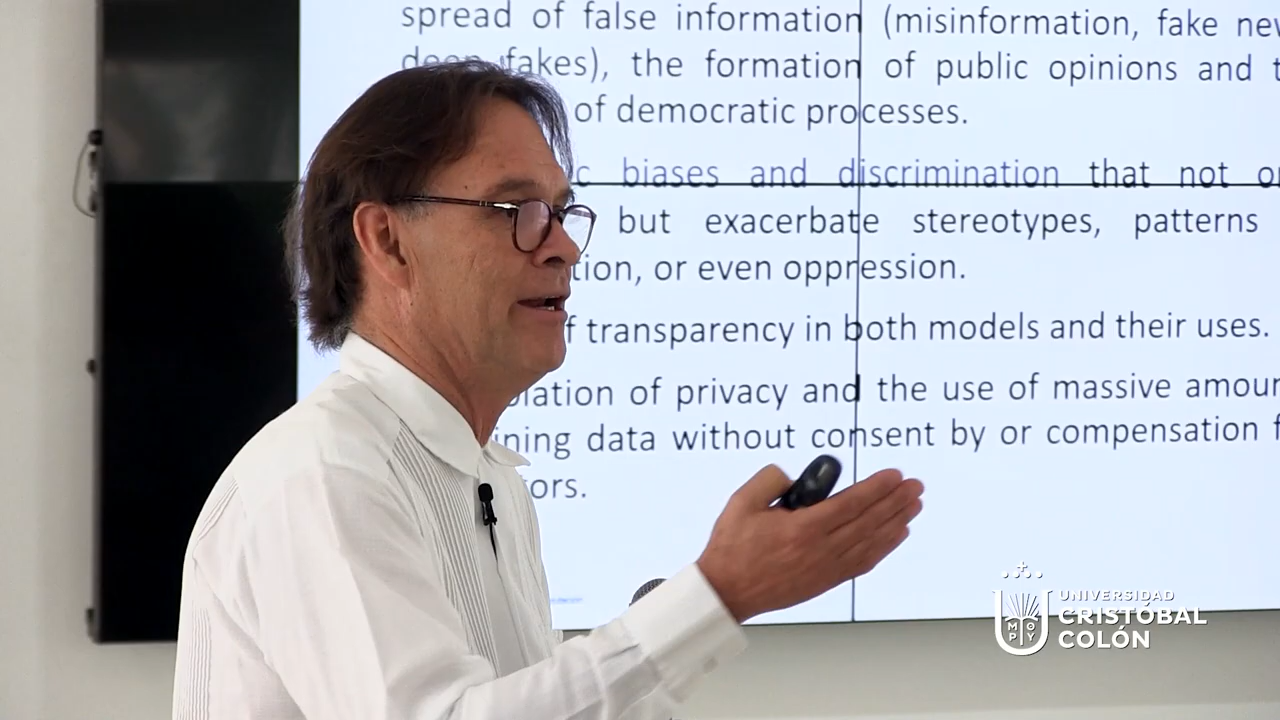 spread of false information (misinformation, fake
fakes), the formation of public opinions and
of democratic processes.
biases and discrimination that not
but exacerbate stereotypes, patterns
or even oppression.
transparency in both models and their uses.
of privacy and the use of massive
data without consent by or compensation
UNIVERSIDAD
CRISTÓBAL
COLÓN